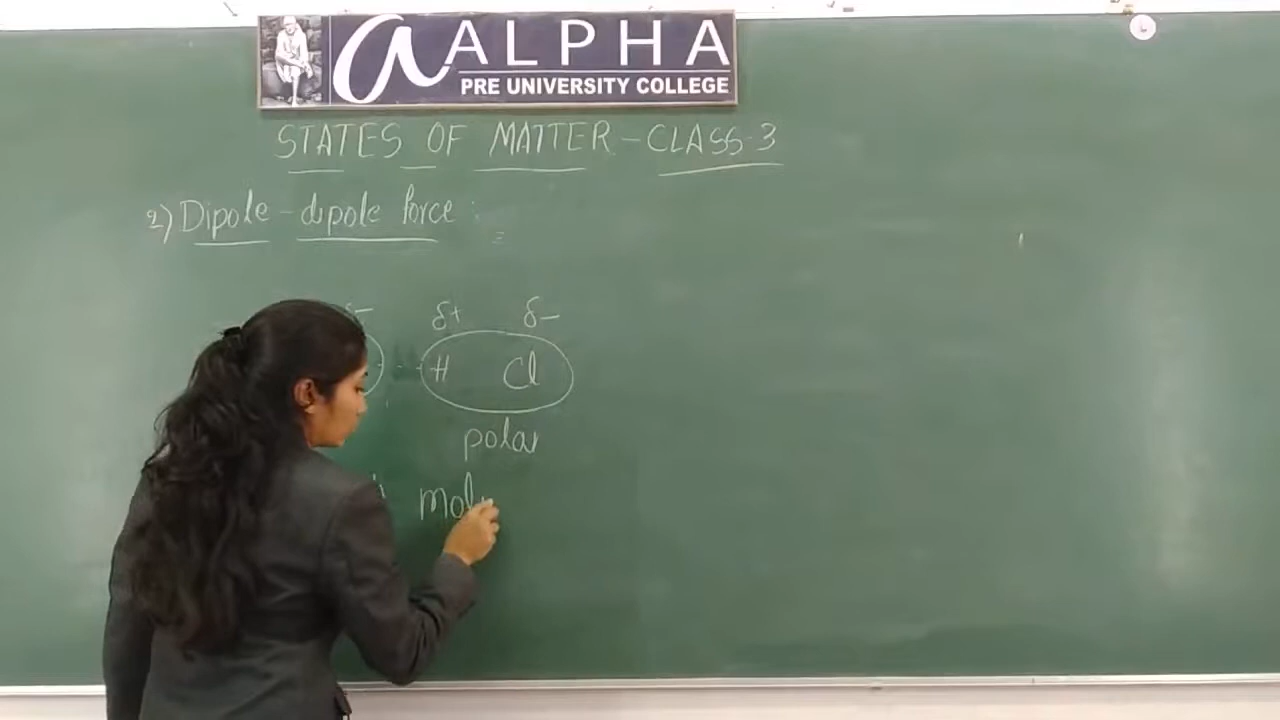 a ALPHA
PRE UNIVERSITY COLLEGE
STATES OF MATTER - CLASS-3
2) Dipole - dipole force :
δ- δ+ δ-
H Cl
polar